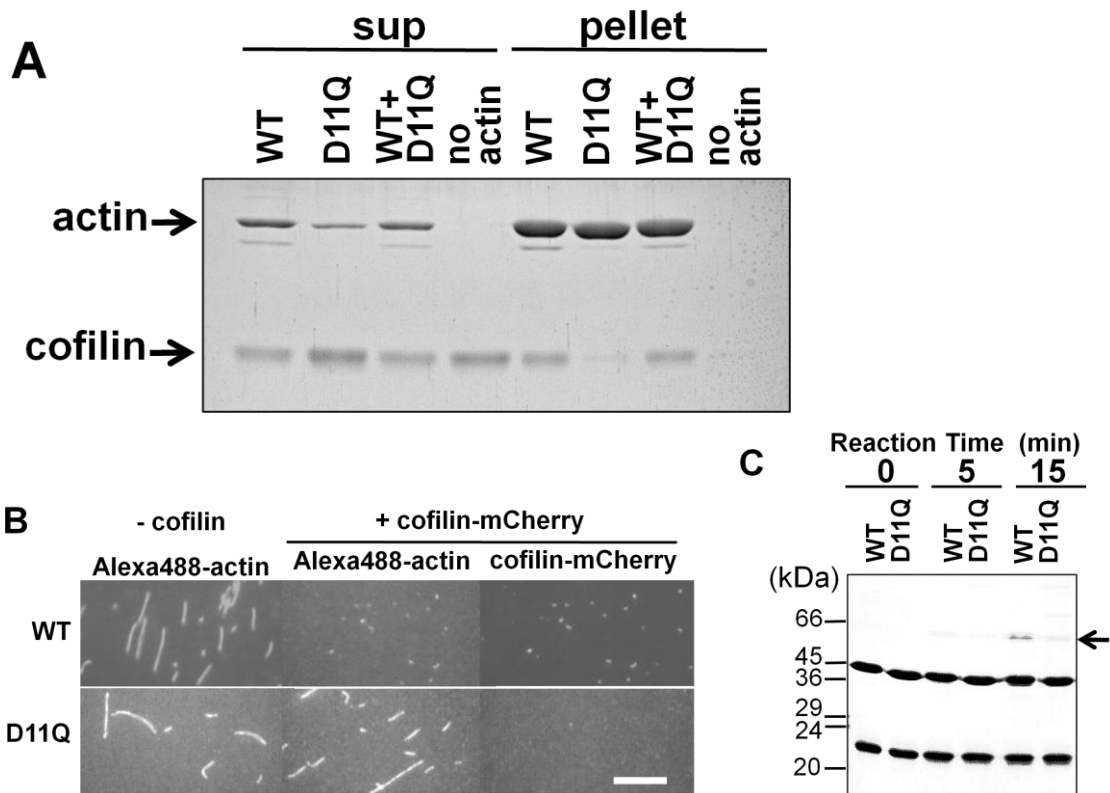 A
sup pellet
WT D11Q WT+ D11Q no actin WT D11Q WT+ D11Q no actin
actin
cofilin
B
- cofilin + cofilin-mCherry
Alexa488-actin Alexa488-actin cofilin-mCherry
WT
D11Q
C
Reaction Time (min)
0 5 15
WT D11Q WT D11Q WT D11Q
(kDa)
66
45
36
29
24
20